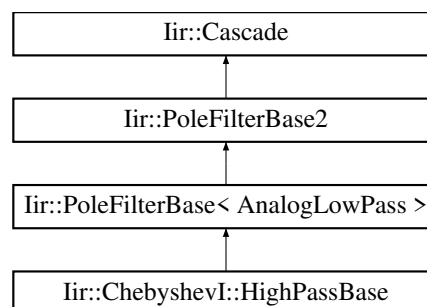 Iir::Cascade
Iir::PoleFilterBase2
Iir::PoleFilterBase< AnalogLowPass >
Iir::ChebyshevI::HighPassBase